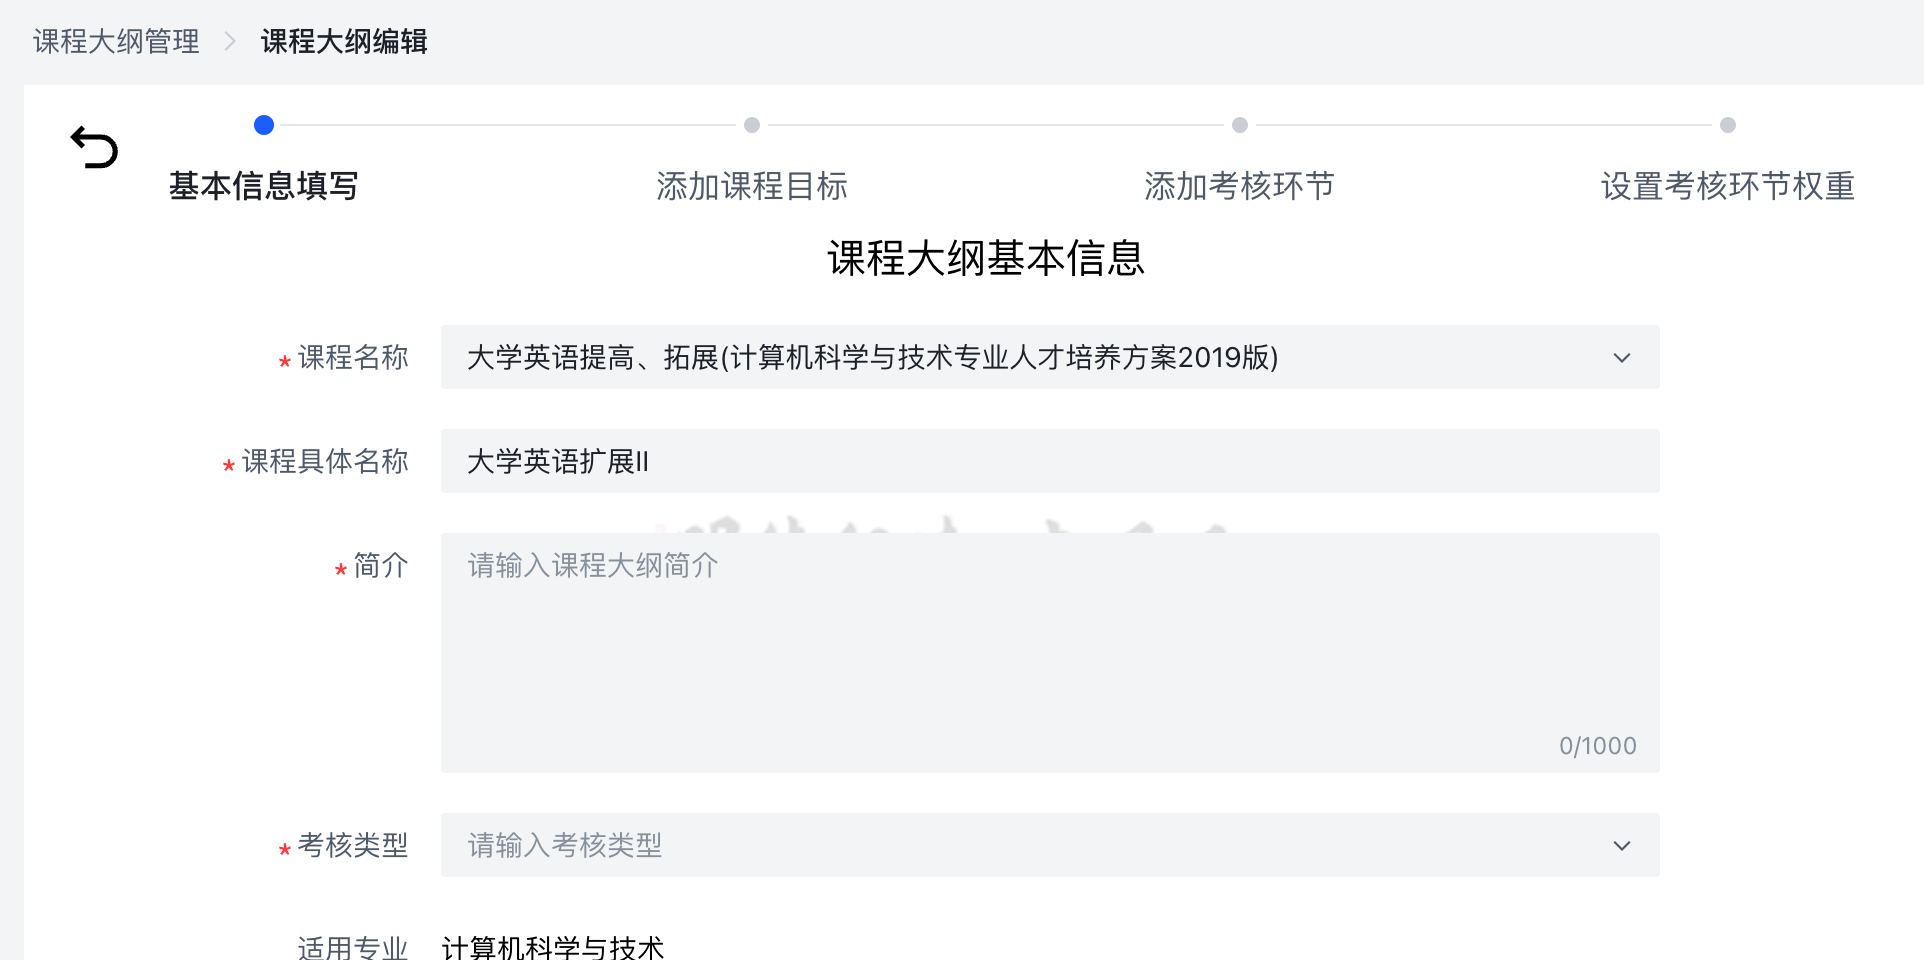 课程大纲管理 课程大纲编辑
基本信息填写 添加课程目标 添加考核环节 设置考核环节权重
课程大纲基本信息
* 课程名称 大学英语提高、拓展(计算机科学与技术专业人才培养方案2019版)
* 课程具体名称 大学英语扩展II
* 简介 请输入课程大纲简介
0/1000
* 考核类型 请输入考核类型
适用专业 计算机科学与技术